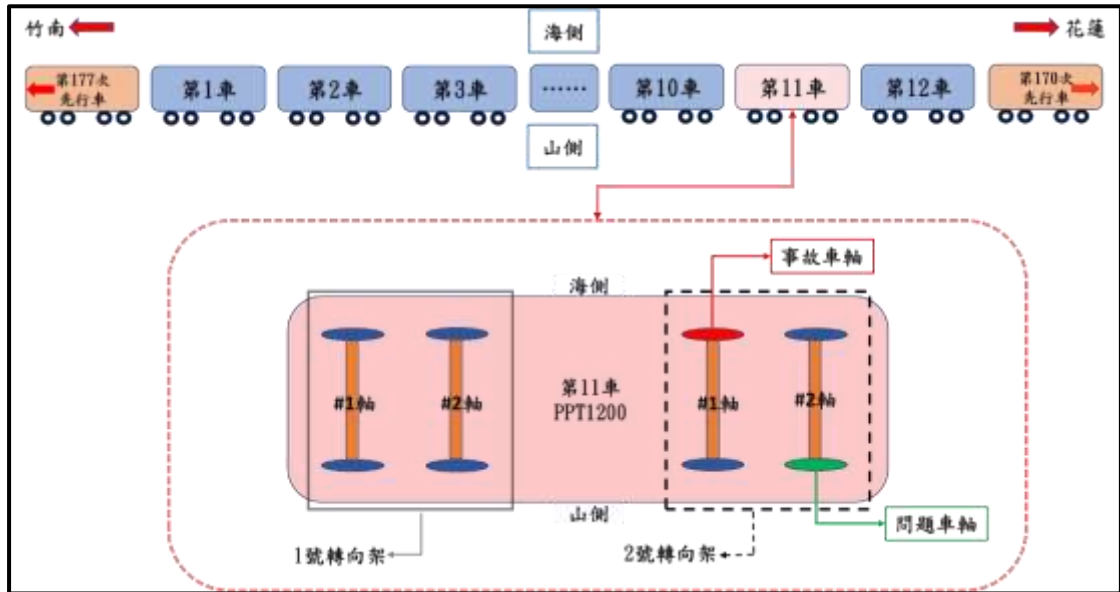 竹南
海側
花蓮
第177次
先行車
第1車
第2車
第3車
……
第10車
第11車
第12車
第170次
先行車
山側
事故車軸
海側
#1軸
#2軸
第11車
PPT1200
#1軸
#2軸
山側
問題車軸
1號轉向架
2號轉向架